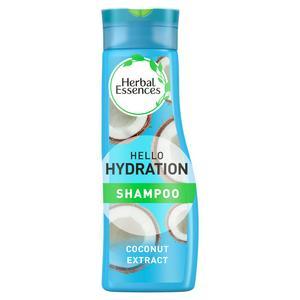 Herbal
Essences
HELLO
HYDRATION
SHAMPOO
COCONUT
EXTRACT